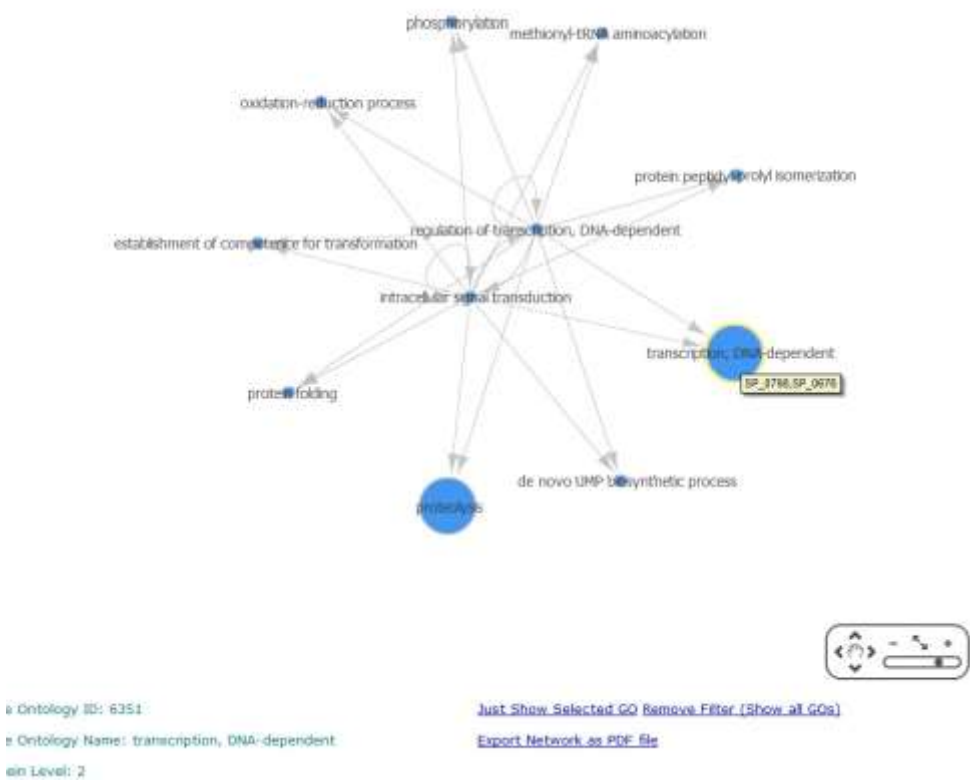 phosphorylation
methionyl-tRNA aminoacylation
oxidation-reduction process
protein peptidyl-prolyl isomerization
regulation of transcription, DNA-dependent
establishment of competence for transformation
intracellular signal transduction
transcription, DNA-dependent
SP_0676
protein folding
de novo UMP biosynthetic process
proteolysis
e Ontology ID: 6351
Just Show Selected GO Remove Filter (Show all GOs)
e Ontology Name: transcription, DNA-dependent
Export Network as PDF file
ein Level: 2